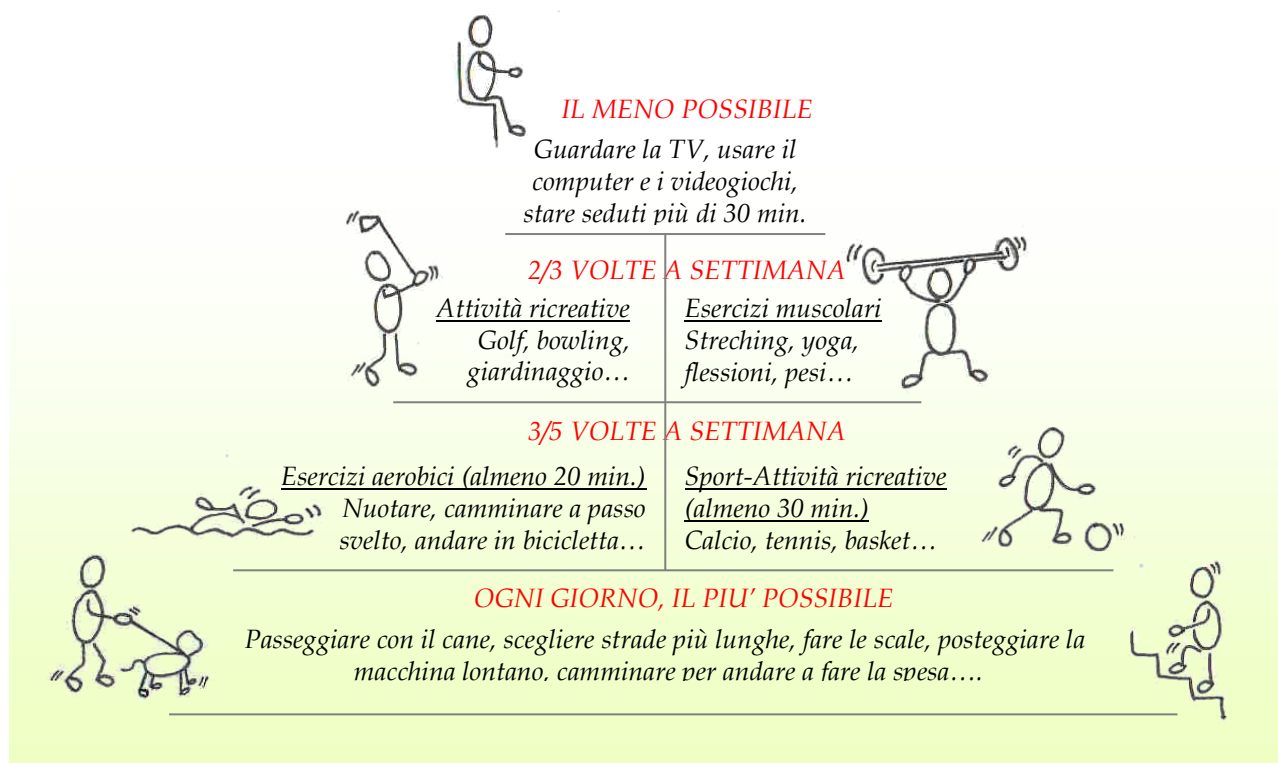 IL MENO POSSIBILE
Guardare la TV, usare il
computer e i videogiochi,
stare seduti più di 30 min.
2/3 VOLTE A SETTIMANA
Attività ricreative
Golf, bowling,
giardinaggio…
Esercizi muscolari
Streching, yoga,
flessioni, pesi…
3/5 VOLTE A SETTIMANA
Esercizi aerobici (almeno 20 min.)
Nuotare, camminare a passo
svelto, andare in bicicletta…
Sport-Attività ricreative
(almeno 30 min.)
Calcio, tennis, basket…
OGNI GIORNO, IL PIU’ POSSIBILE
Passeggiare con il cane, scegliere strade più lunghe, fare le scale, posteggiare la
macchina lontano, camminare per andare a fare la spesa….